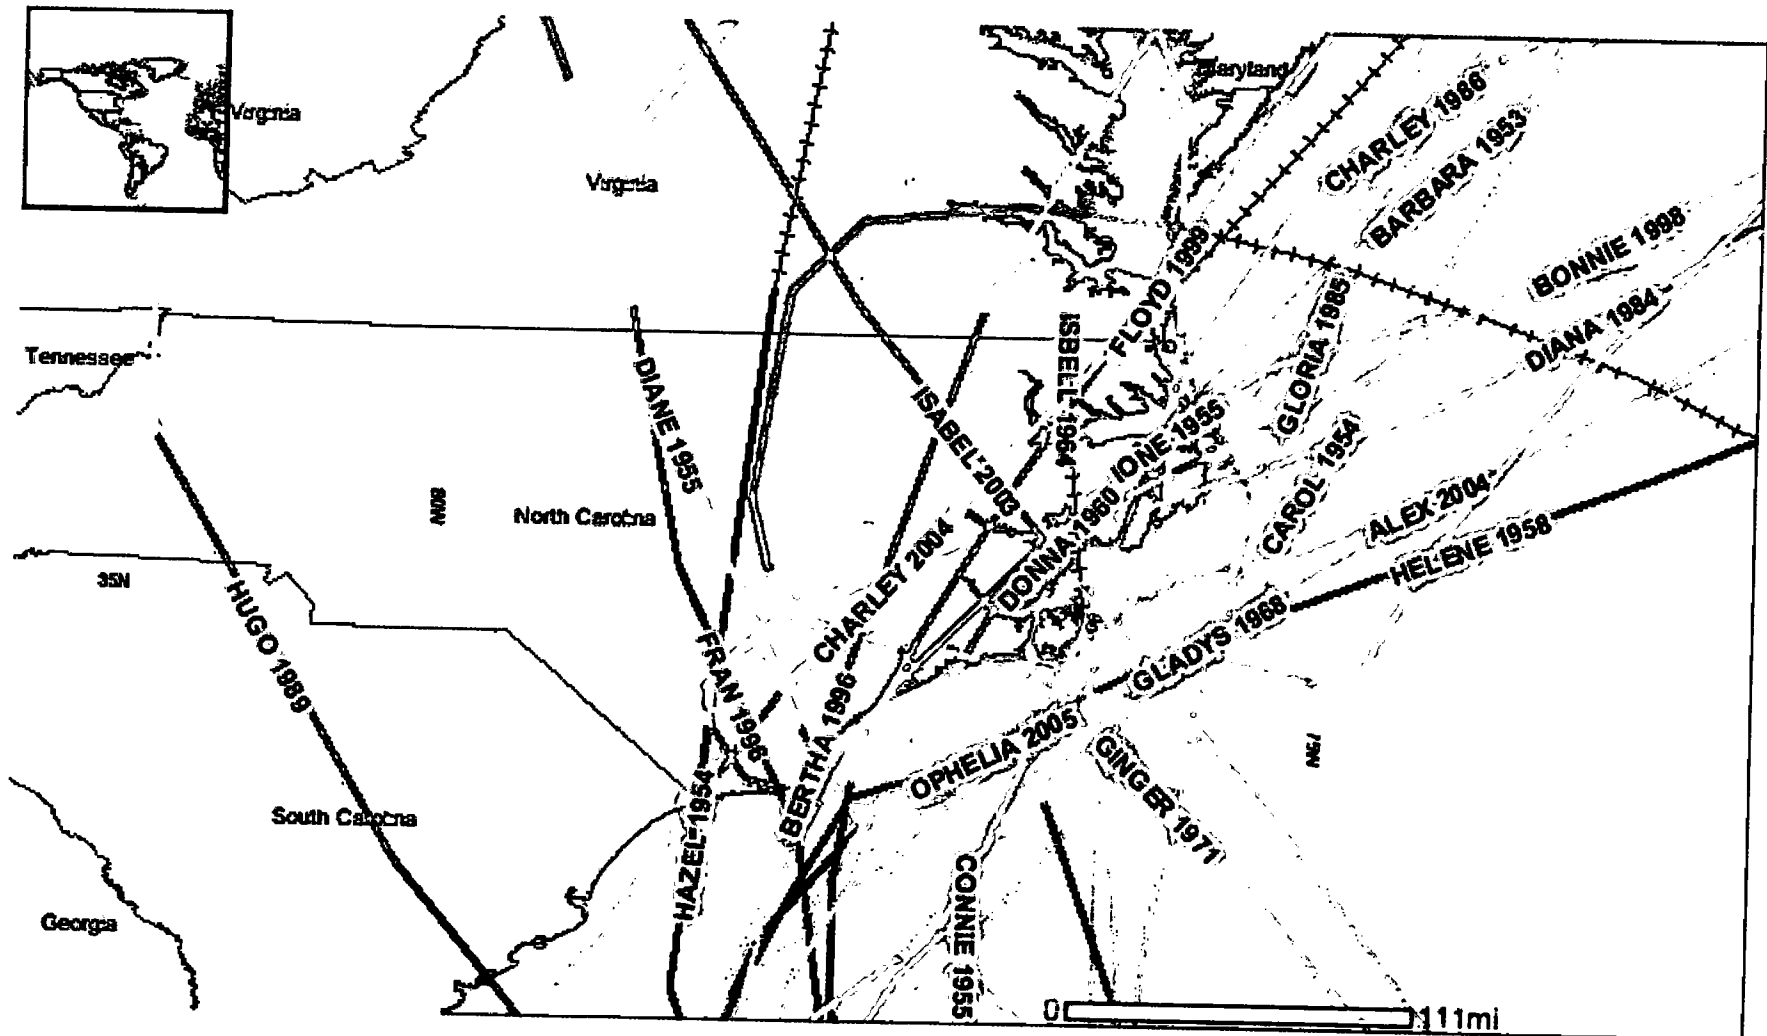 Maryland
Virginia
CHARLEY 1986
BARBARA 1953
Virginia
BONNIE 1998
FLOYD 1999
GLORIA 1985
DIANA 1984
ISBELL 1964
Tennessee
DIANE 1955
ISABEL 2003
IONE 1955
CAROL 1954
80W
North Carolina
ALEX 2004
DONNA 1960
HELENE 1958
35N
CHARLEY 2004
HUGO 1989
GLADYS 1968
FRAN 1996
BERTHA 1996
OPHELIA 2005
GINGER 1971
HAZEL 1954
South Carolina
CONNIE 1955
Georgia
0 111mi